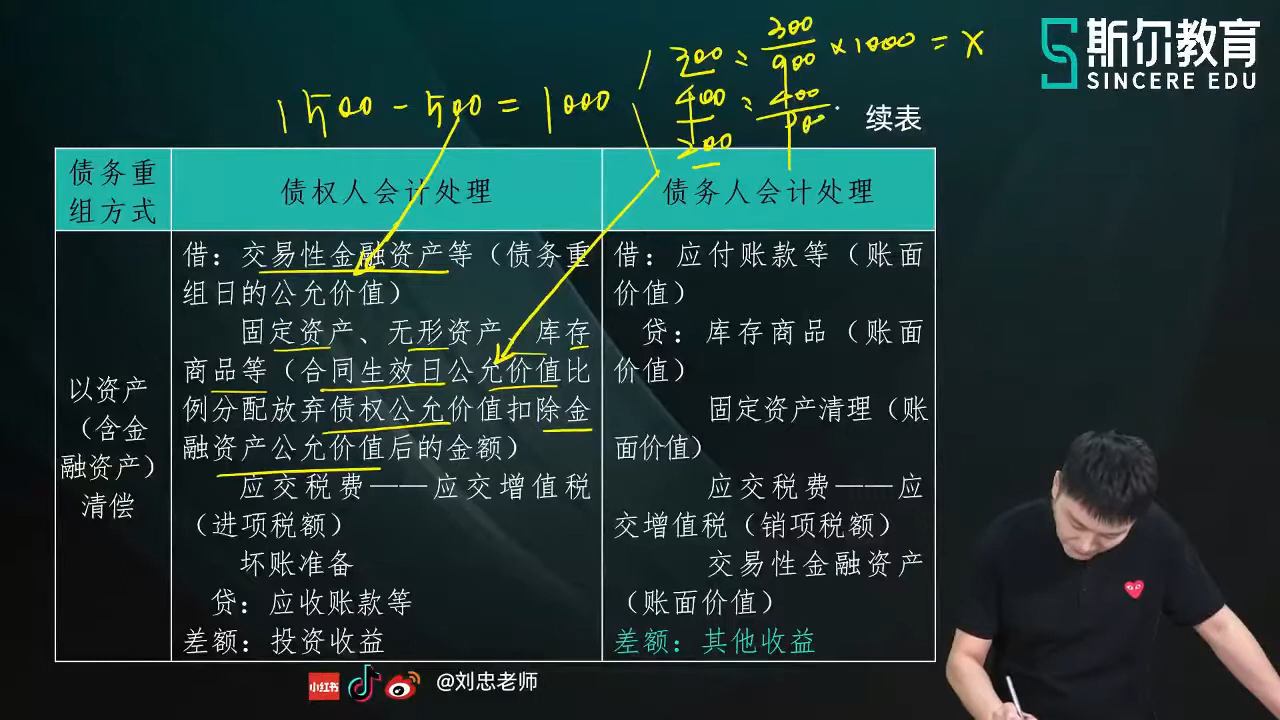 斯尔教育
SINCERE EDU
1500 - 500 = 1000
300 = 300/900 × 1000 = X
400 = 400/
200
续表
债务重组方式
债权人会计处理
债务人会计处理
以资产
（含金
融资产）
清偿
借：交易性金融资产等（债务重
组日的公允价值）
固定资产、无形资产、库存
商品等（合同生效日公允价值比
例分配放弃债权公允价值扣除金
融资产公允价值后的金额）
应交税费——应交增值税
（进项税额）
坏账准备
贷：应收账款等
差额：投资收益
借：应付账款等（账面
价值）
贷：库存商品（账面
价值）
固定资产清理（账
面价值）
应交税费——应
交增值税（销项税额）
交易性金融资产
（账面价值）
差额：其他收益
小红书
@刘忠老师